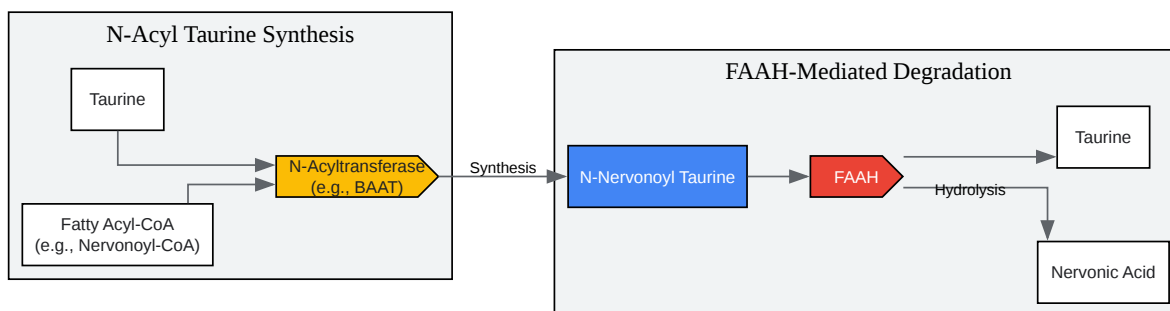 N-Acyl Taurine Synthesis
Taurine
N-Acyltransferase
(e.g., BAAT)
Fatty Acyl-CoA
(e.g., Nervonoyl-CoA)
Synthesis
FAAH-Mediated Degradation
N-Nervonoyl Taurine
FAAH
Hydrolysis
Taurine
Nervonic Acid